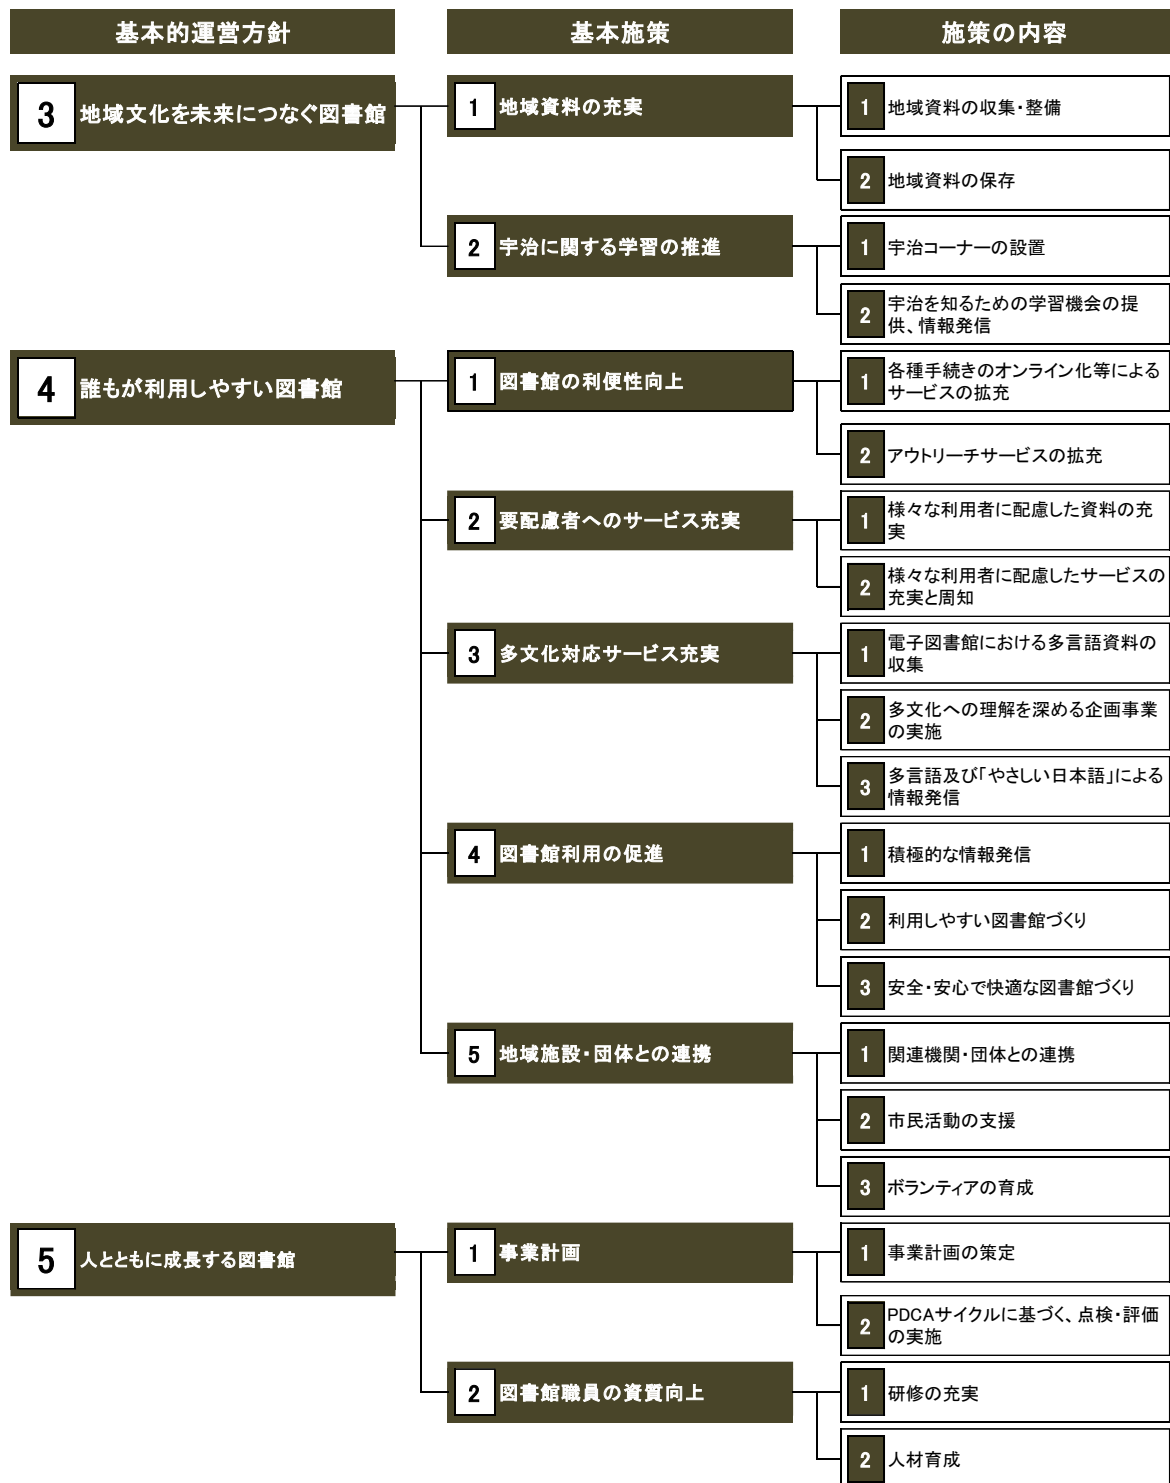 基本的運営方針
基本施策
施策の内容
3 地域文化を未来につなぐ図書館
1 地域資料の充実
1 地域資料の収集・整備
2 地域資料の保存
2 宇治に関する学習の推進
1 宇治コーナーの設置
2 宇治を知るための学習機会の提
供、情報発信
4 誰もが利用しやすい図書館
1 図書館の利便性向上
1 各種手続きのオンライン化等による
サービスの拡充
2 アウトリーチサービスの拡充
2 要配慮者へのサービス充実
1 様々な利用者に配慮した資料の充
実
2 様々な利用者に配慮したサービスの
充実と周知
3 多文化対応サービス充実
1 電子図書館における多言語資料の
収集
2 多文化への理解を深める企画事業
の実施
3 多言語及び「やさしい日本語」による
情報発信
4 図書館利用の促進
1 積極的な情報発信
2 利用しやすい図書館づくり
3 安全・安心で快適な図書館づくり
5 地域施設・団体との連携
1 関連機関・団体との連携
2 市民活動の支援
3 ボランティアの育成
5 人とともに成長する図書館
1 事業計画
1 事業計画の策定
2 PDCAサイクルに基づく、点検・評価
の実施
2 図書館職員の資質向上
1 研修の充実
2 人材育成